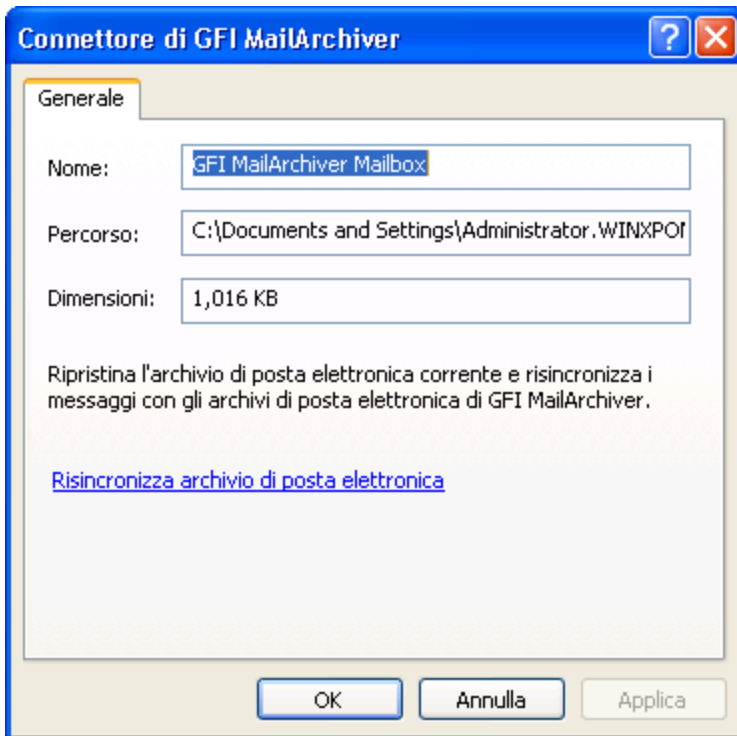 Connettore di GFI MailArchiver
Generale
Nome: GFI MailArchiver Mailbox
Percorso: C:\Documents and Settings\Administrator.WINXPO
Dimensioni: 1,016 KB
Ripristina l'archivio di posta elettronica corrente e risincronizza i
messaggi con gli archivi di posta elettronica di GFI MailArchiver.
Risincronizza archivio di posta elettronica
OK Annulla Applica